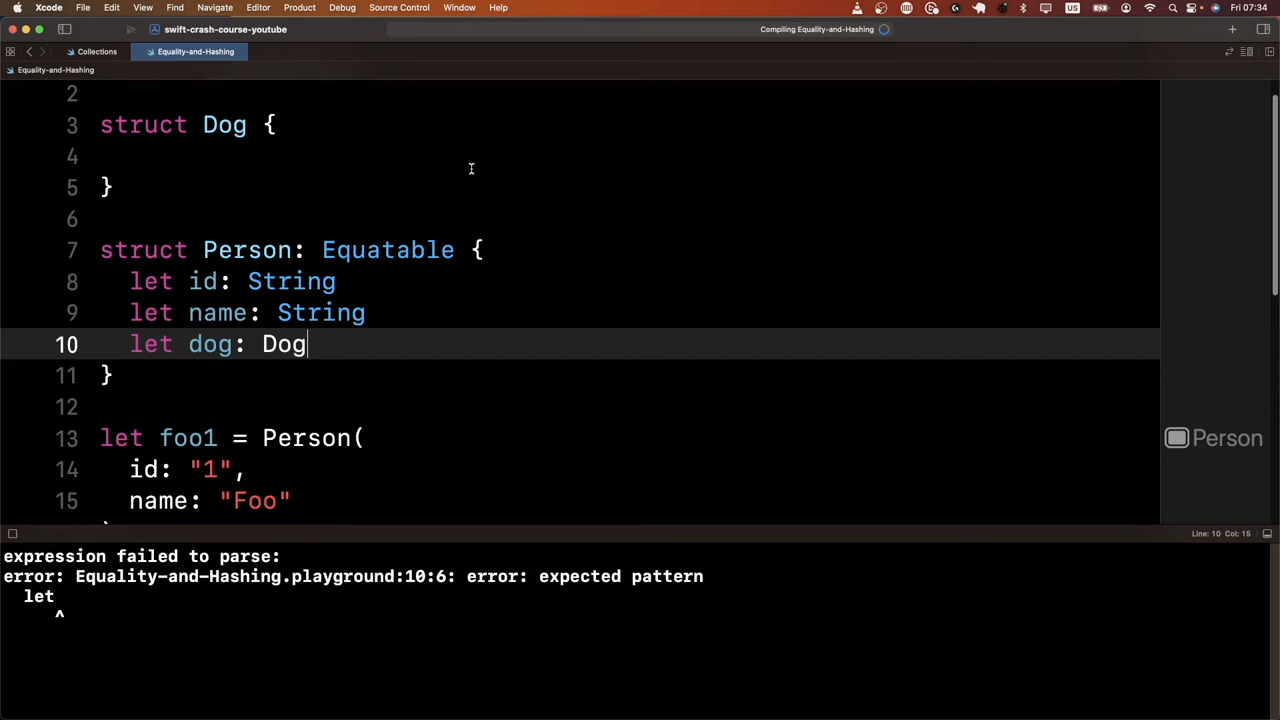 Xcode File Edit View Find Navigate Editor Product Debug Source Control Window Help Fri 07:34
swift-crash-course-youtube Compiling Equality-and-Hashing
Collections Equality-and-Hashing
Equality-and-Hashing
2
3 struct Dog {
4
5 }
6
7 struct Person: Equatable {
8 let id: String
9 let name: String
10 let dog: Dog
11 }
12
13 let foo1 = Person(
14 id: "1",
15 name: "Foo"
Person
Line: 10 Col: 15
expression failed to parse:
error: Equality-and-Hashing.playground:10:6: error: expected pattern
let
^